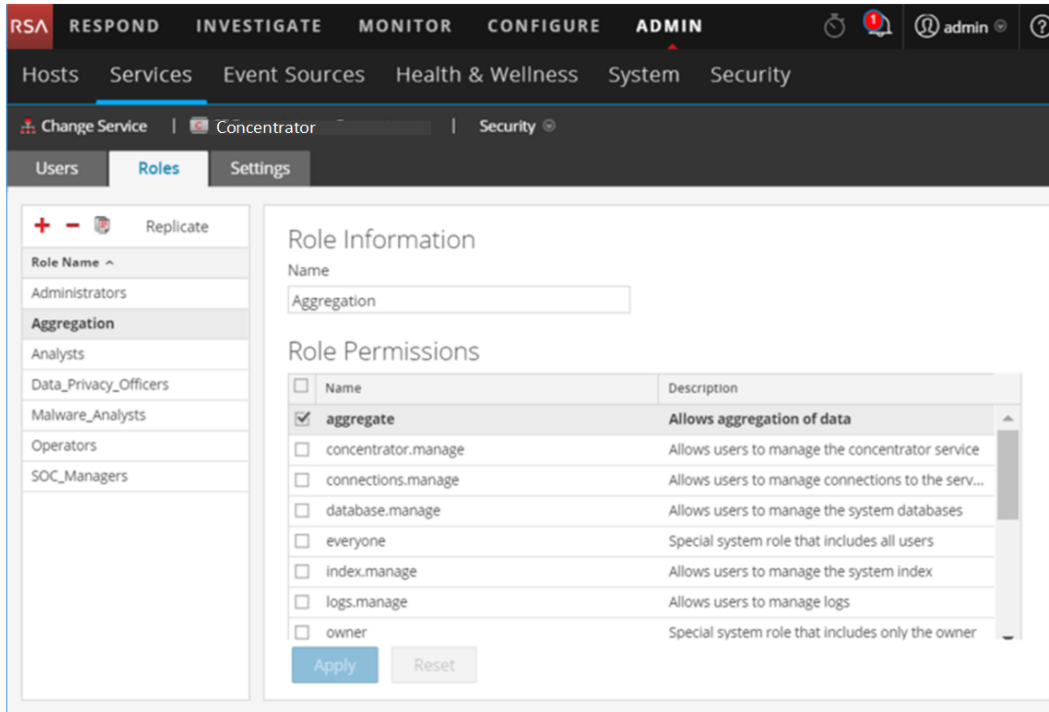 RSA RESPOND INVESTIGATE MONITOR CONFIGURE ADMIN 1 admin ?
Hosts Services Event Sources Health & Wellness System Security
Change Service | C Concentrator | Security
Users Roles Settings
Replicate
Role Name
Administrators
Aggregation
Analysts
Data_Privacy_Officers
Malware_Analysts
Operators
SOC_Managers
Role Information
Name
Aggregation
Role Permissions
Name Description
aggregate Allows aggregation of data
concentrator.manage Allows users to manage the concentrator service
connections.manage Allows users to manage connections to the serv...
database.manage Allows users to manage the system databases
everyone Special system role that includes all users
index.manage Allows users to manage the system index
logs.manage Allows users to manage logs
owner Special system role that includes only the owner
Apply Reset